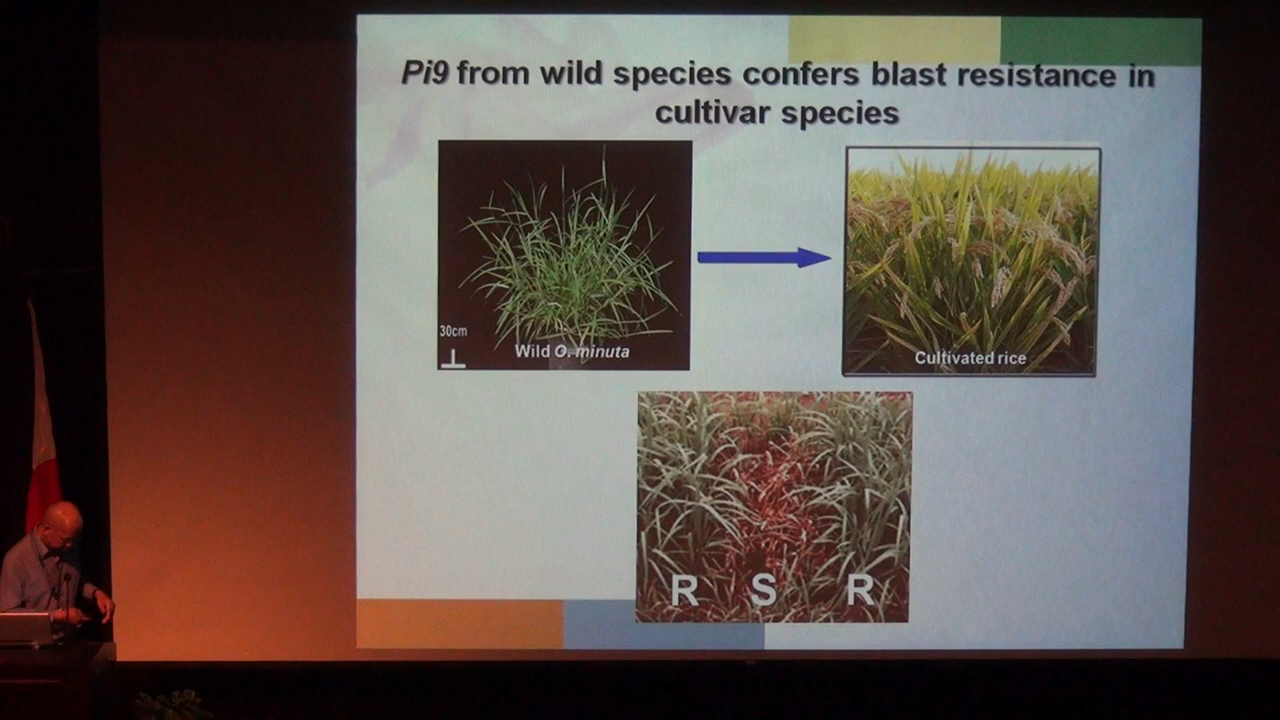 Pi9 from wild species confers blast resistance in
cultivar species
30cm
Wild O. minuta
Cultivated rice
R S R